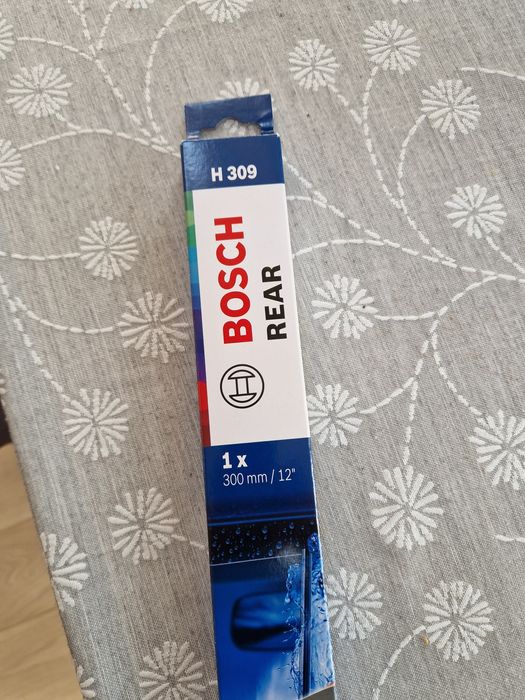 H 309
BOSCH
REAR
1 x
300 mm / 12"